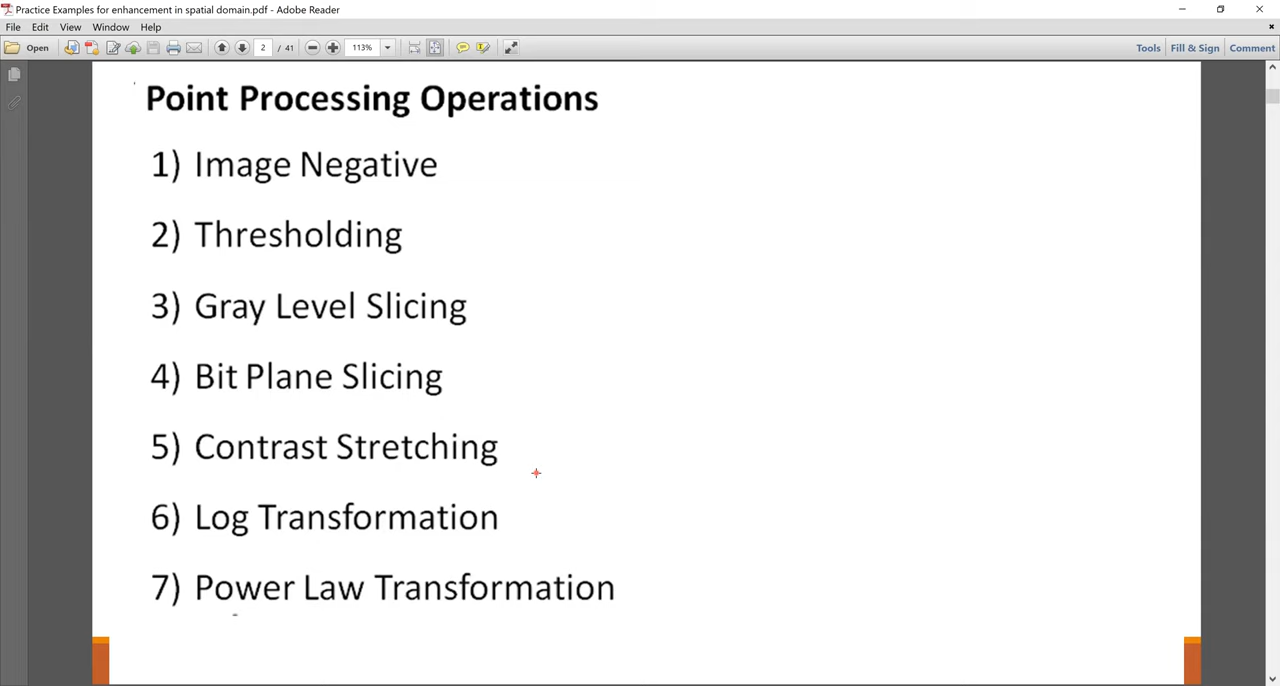 Practice Examples for enhancement in spatial domain.pdf - Adobe Reader
File Edit View Window Help
Open 2 / 41 113% Tools Fill & Sign Comment
Point Processing Operations
1) Image Negative
2) Thresholding
3) Gray Level Slicing
4) Bit Plane Slicing
5) Contrast Stretching
6) Log Transformation
7) Power Law Transformation